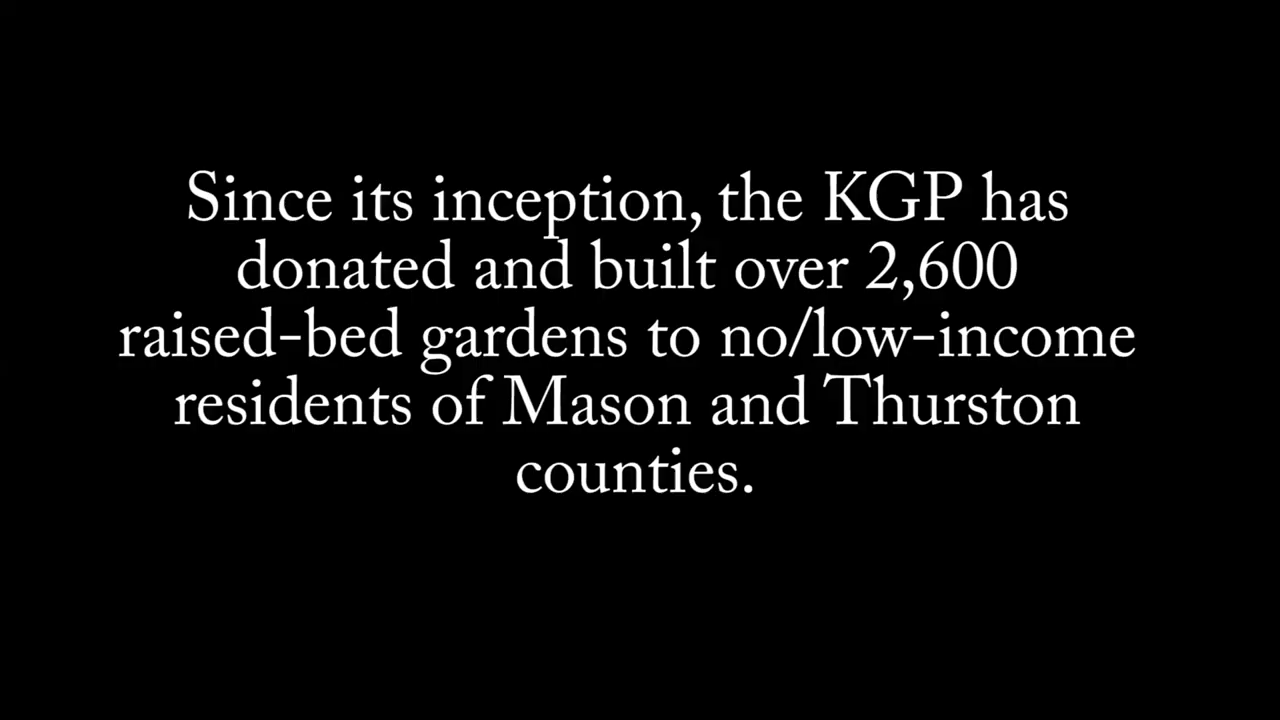 Since its inception, the KGP has
donated and built over 2,600
raised-bed gardens to no/low-income
residents of Mason and Thurston
counties.